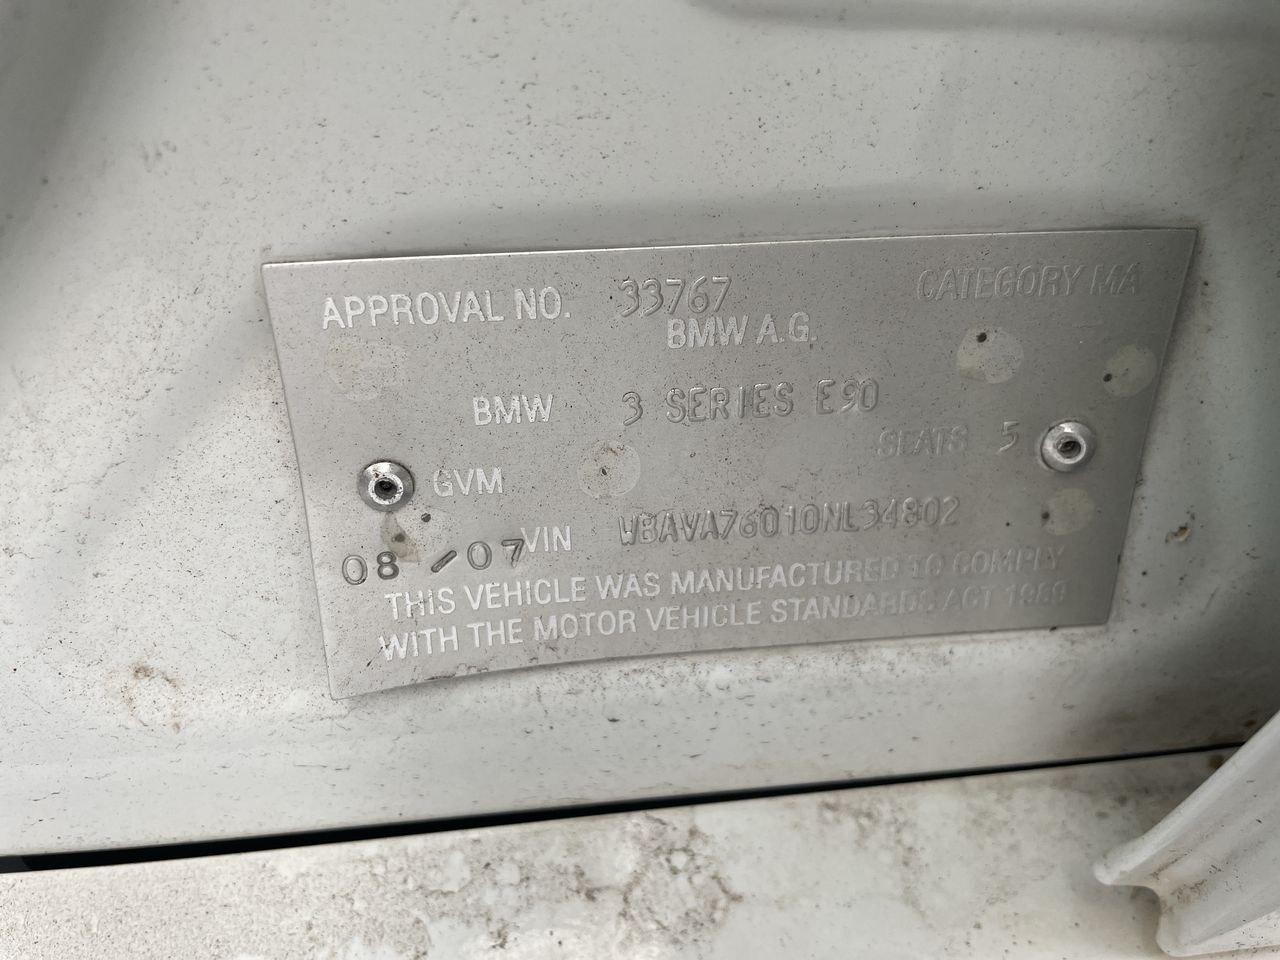 APPROVAL NO. 33767 CATEGORY MA
BMW A.G.
BMW 3 SERIES E90
SEATS 5
GVM
08 /07 VIN WBAVA76010NL34802
THIS VEHICLE WAS MANUFACTURED TO COMPLY
WITH THE MOTOR VEHICLE STANDARDS ACT 1989